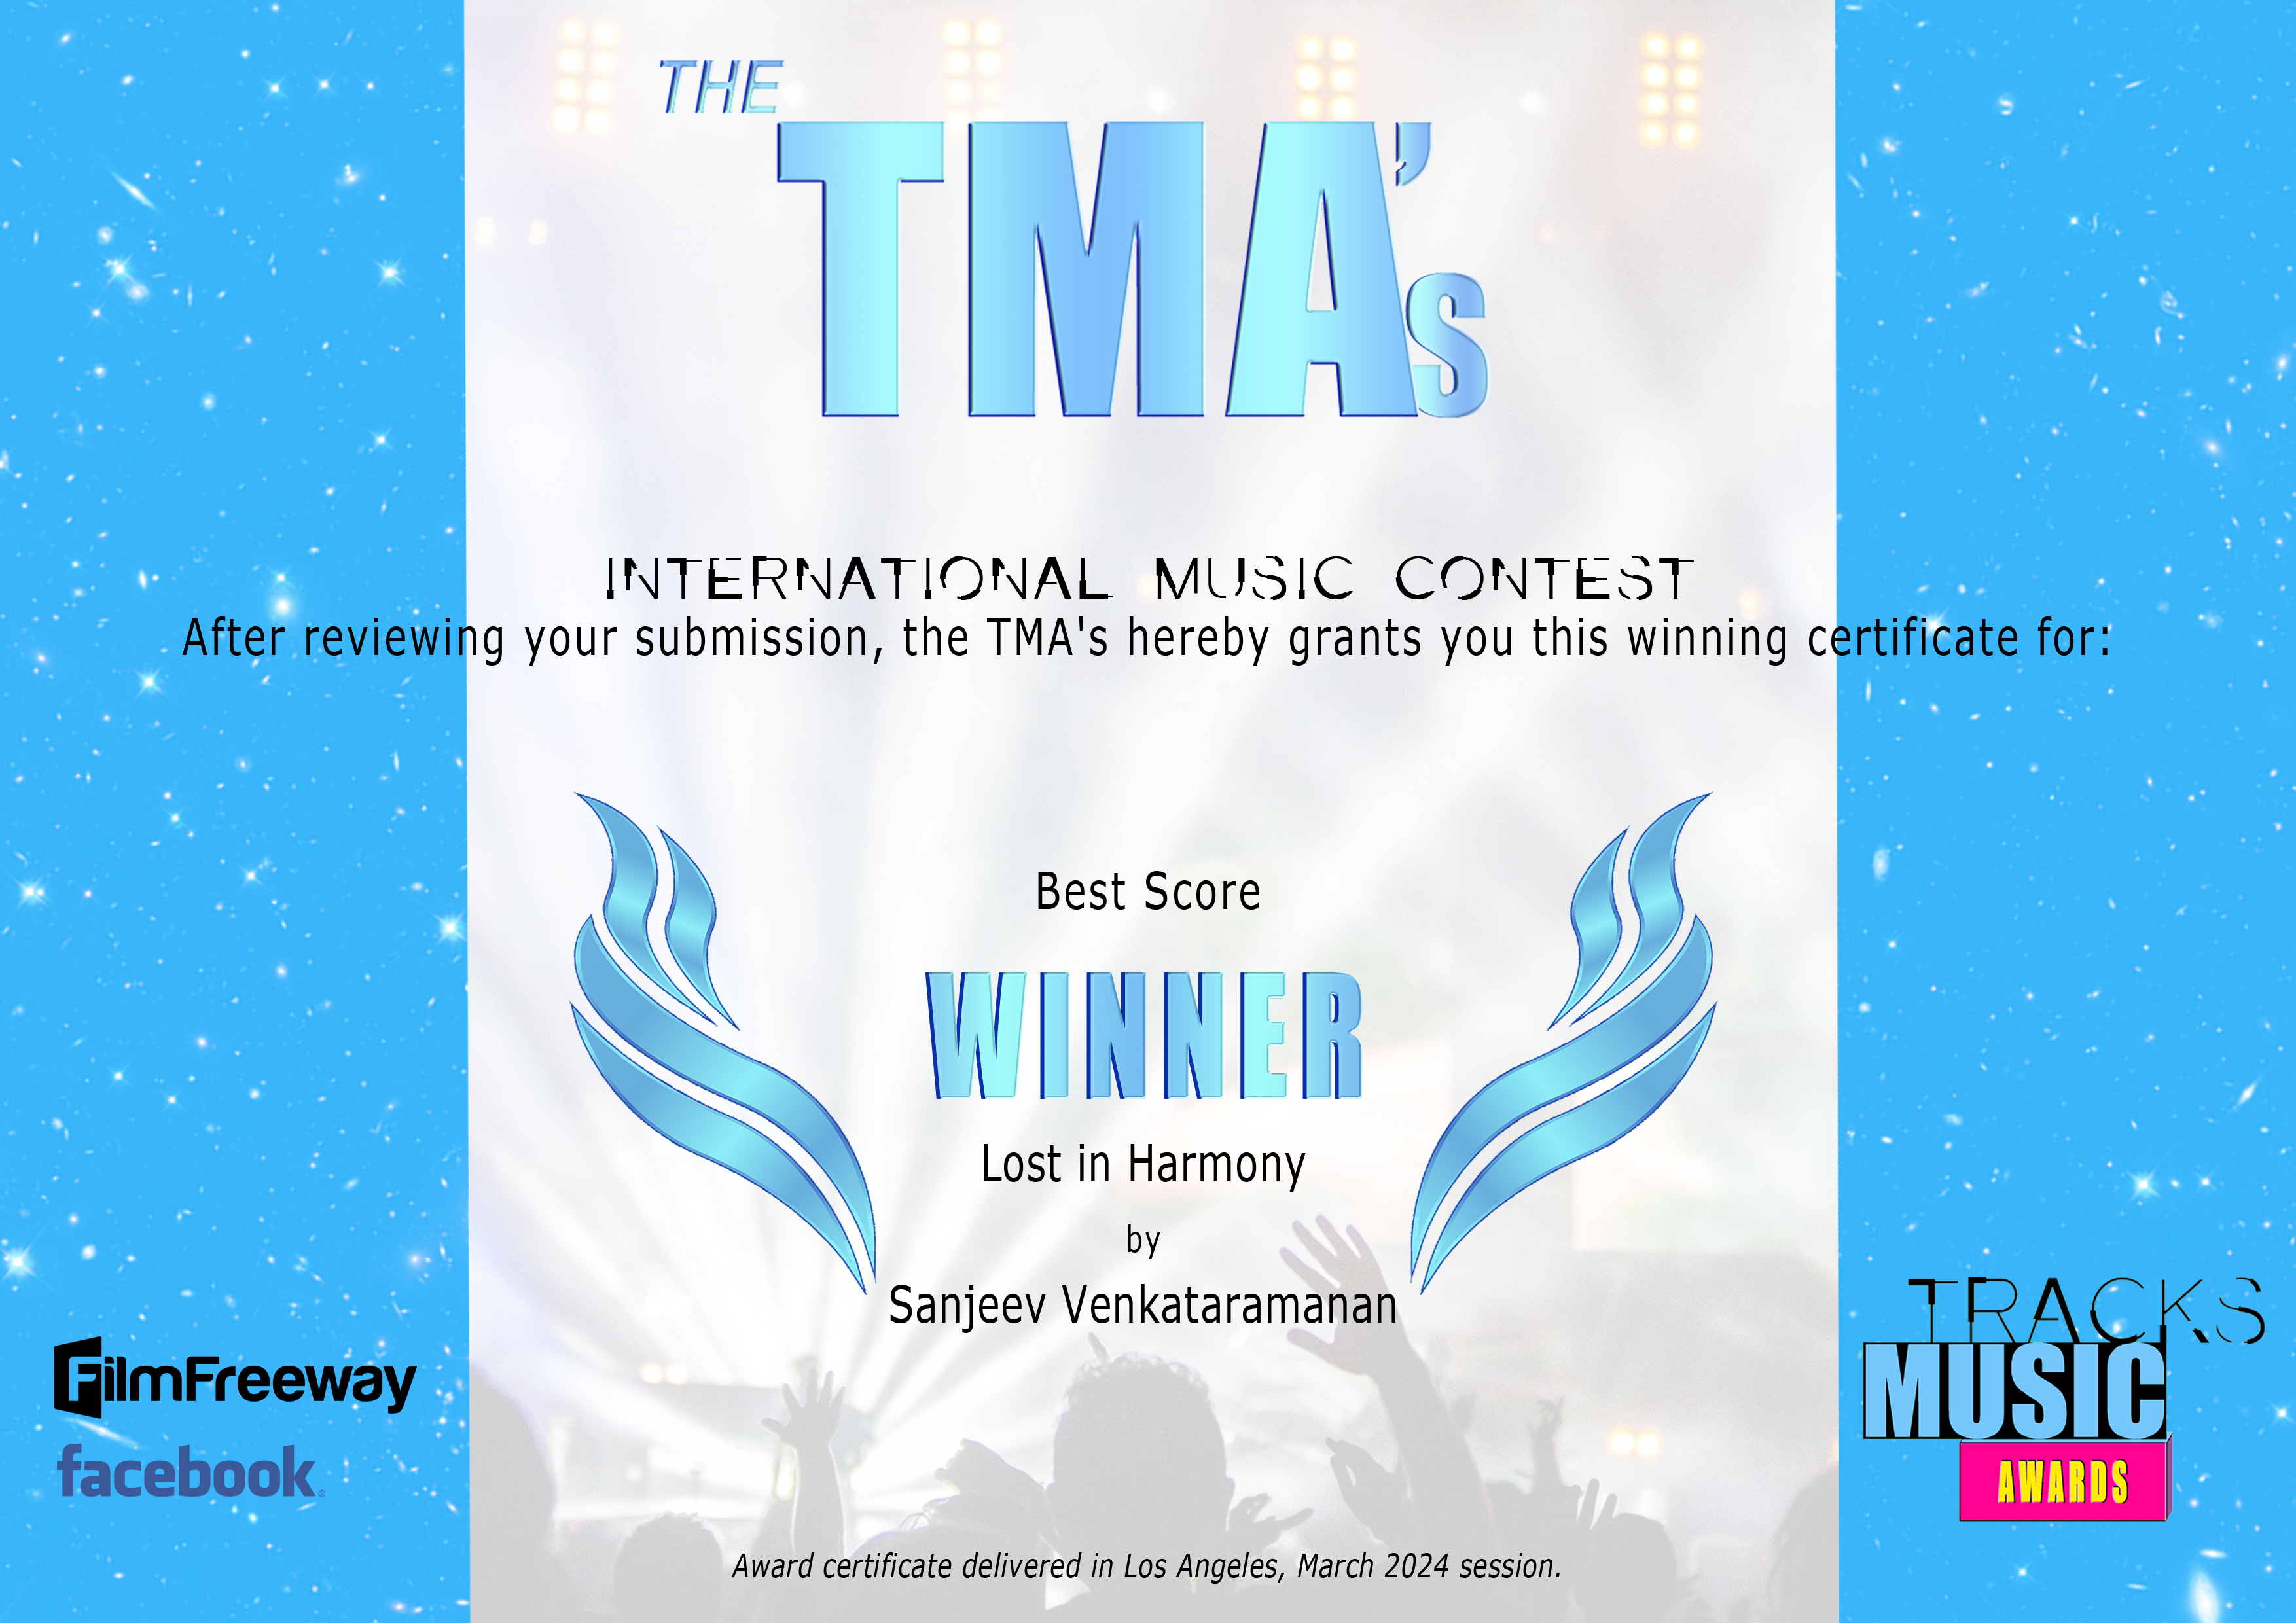 THE
TMA's
INTERNATIONAL MUSIC CONTEST
After reviewing your submission, the TMA's hereby grants you this winning certificate for:
Best Score
WINNER
Lost in Harmony
by
Sanjeev Venkataramanan
FilmFreeway
facebook®
TRACKS
MUSIC
AWARDS
Award certificate delivered in Los Angeles, March 2024 session.